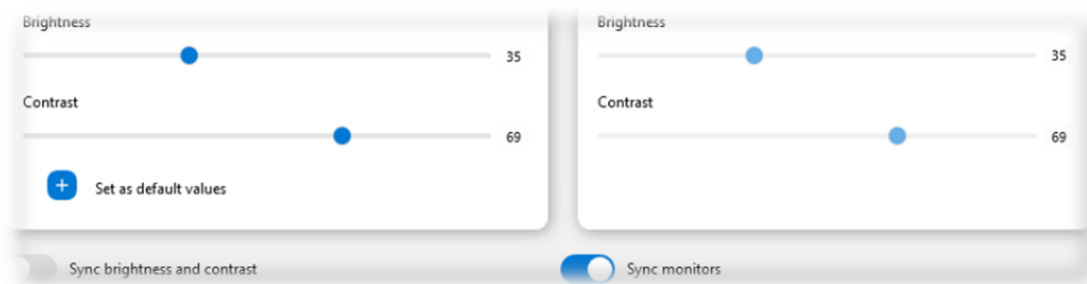 Brightness
35
Contrast
69
Set as default values
Brightness
35
Contrast
69
Sync brightness and contrast
Sync monitors